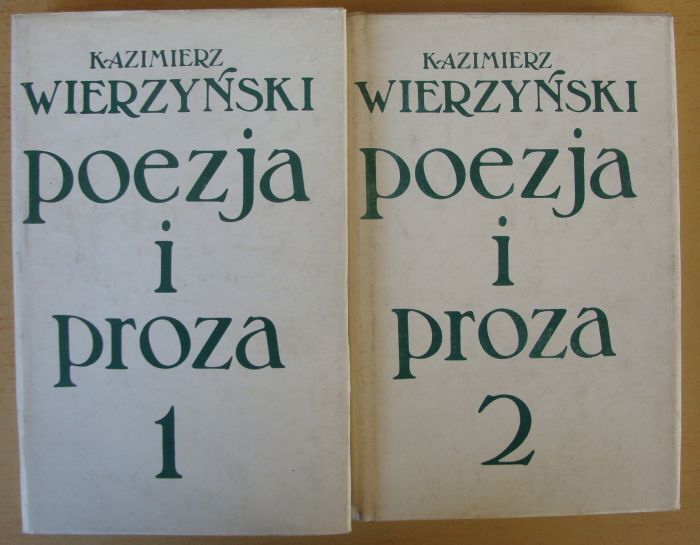 KAZIMIERZ
WIERZYŃSKI
poezja
i
proza
1
KAZIMIERZ
WIERZYŃSKI
poezja
i
proza
2